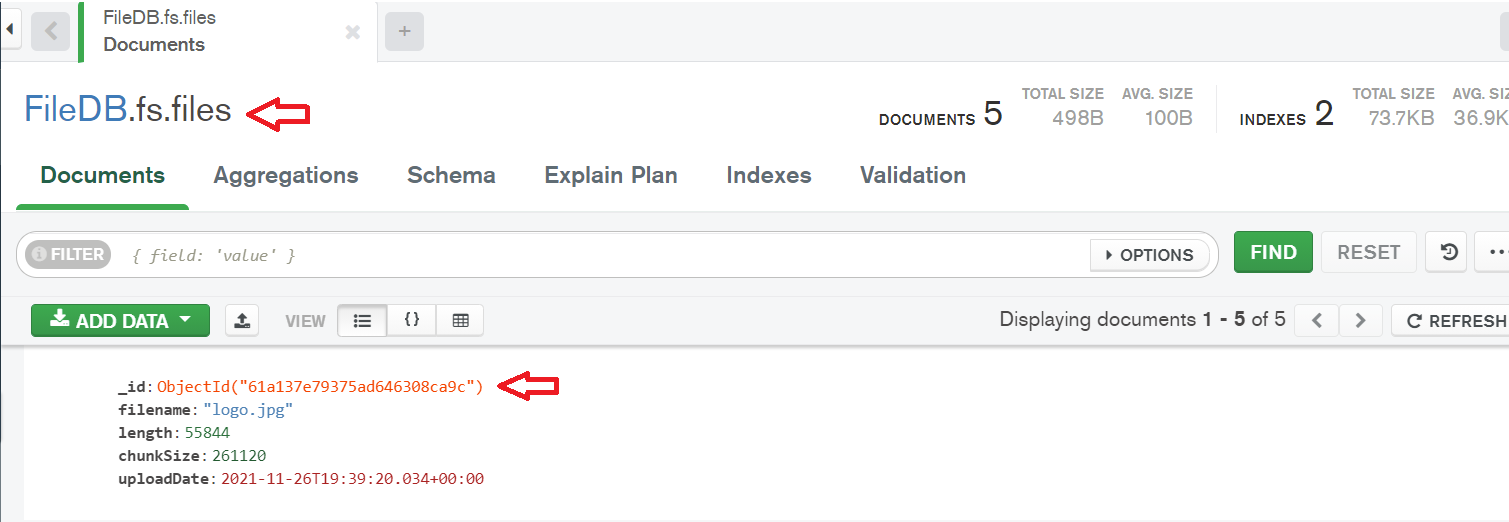 FileDB.fs.files
Documents
+
FileDB.fs.files
DOCUMENTS 5
TOTAL SIZE
498B
AVG. SIZE
100B
INDEXES 2
TOTAL SIZE
73.7KB
AVG. SIZ
36.9K
Documents Aggregations Schema Explain Plan Indexes Validation
FILTER { field: 'value' } OPTIONS FIND RESET
ADD DATA VIEW {} Displaying documents 1 - 5 of 5 REFRESH
_id: ObjectId("61a137e79375ad646308ca9c")
filename: "logo.jpg"
length: 55844
chunkSize: 261120
uploadDate: 2021-11-26T19:39:20.034+00:00